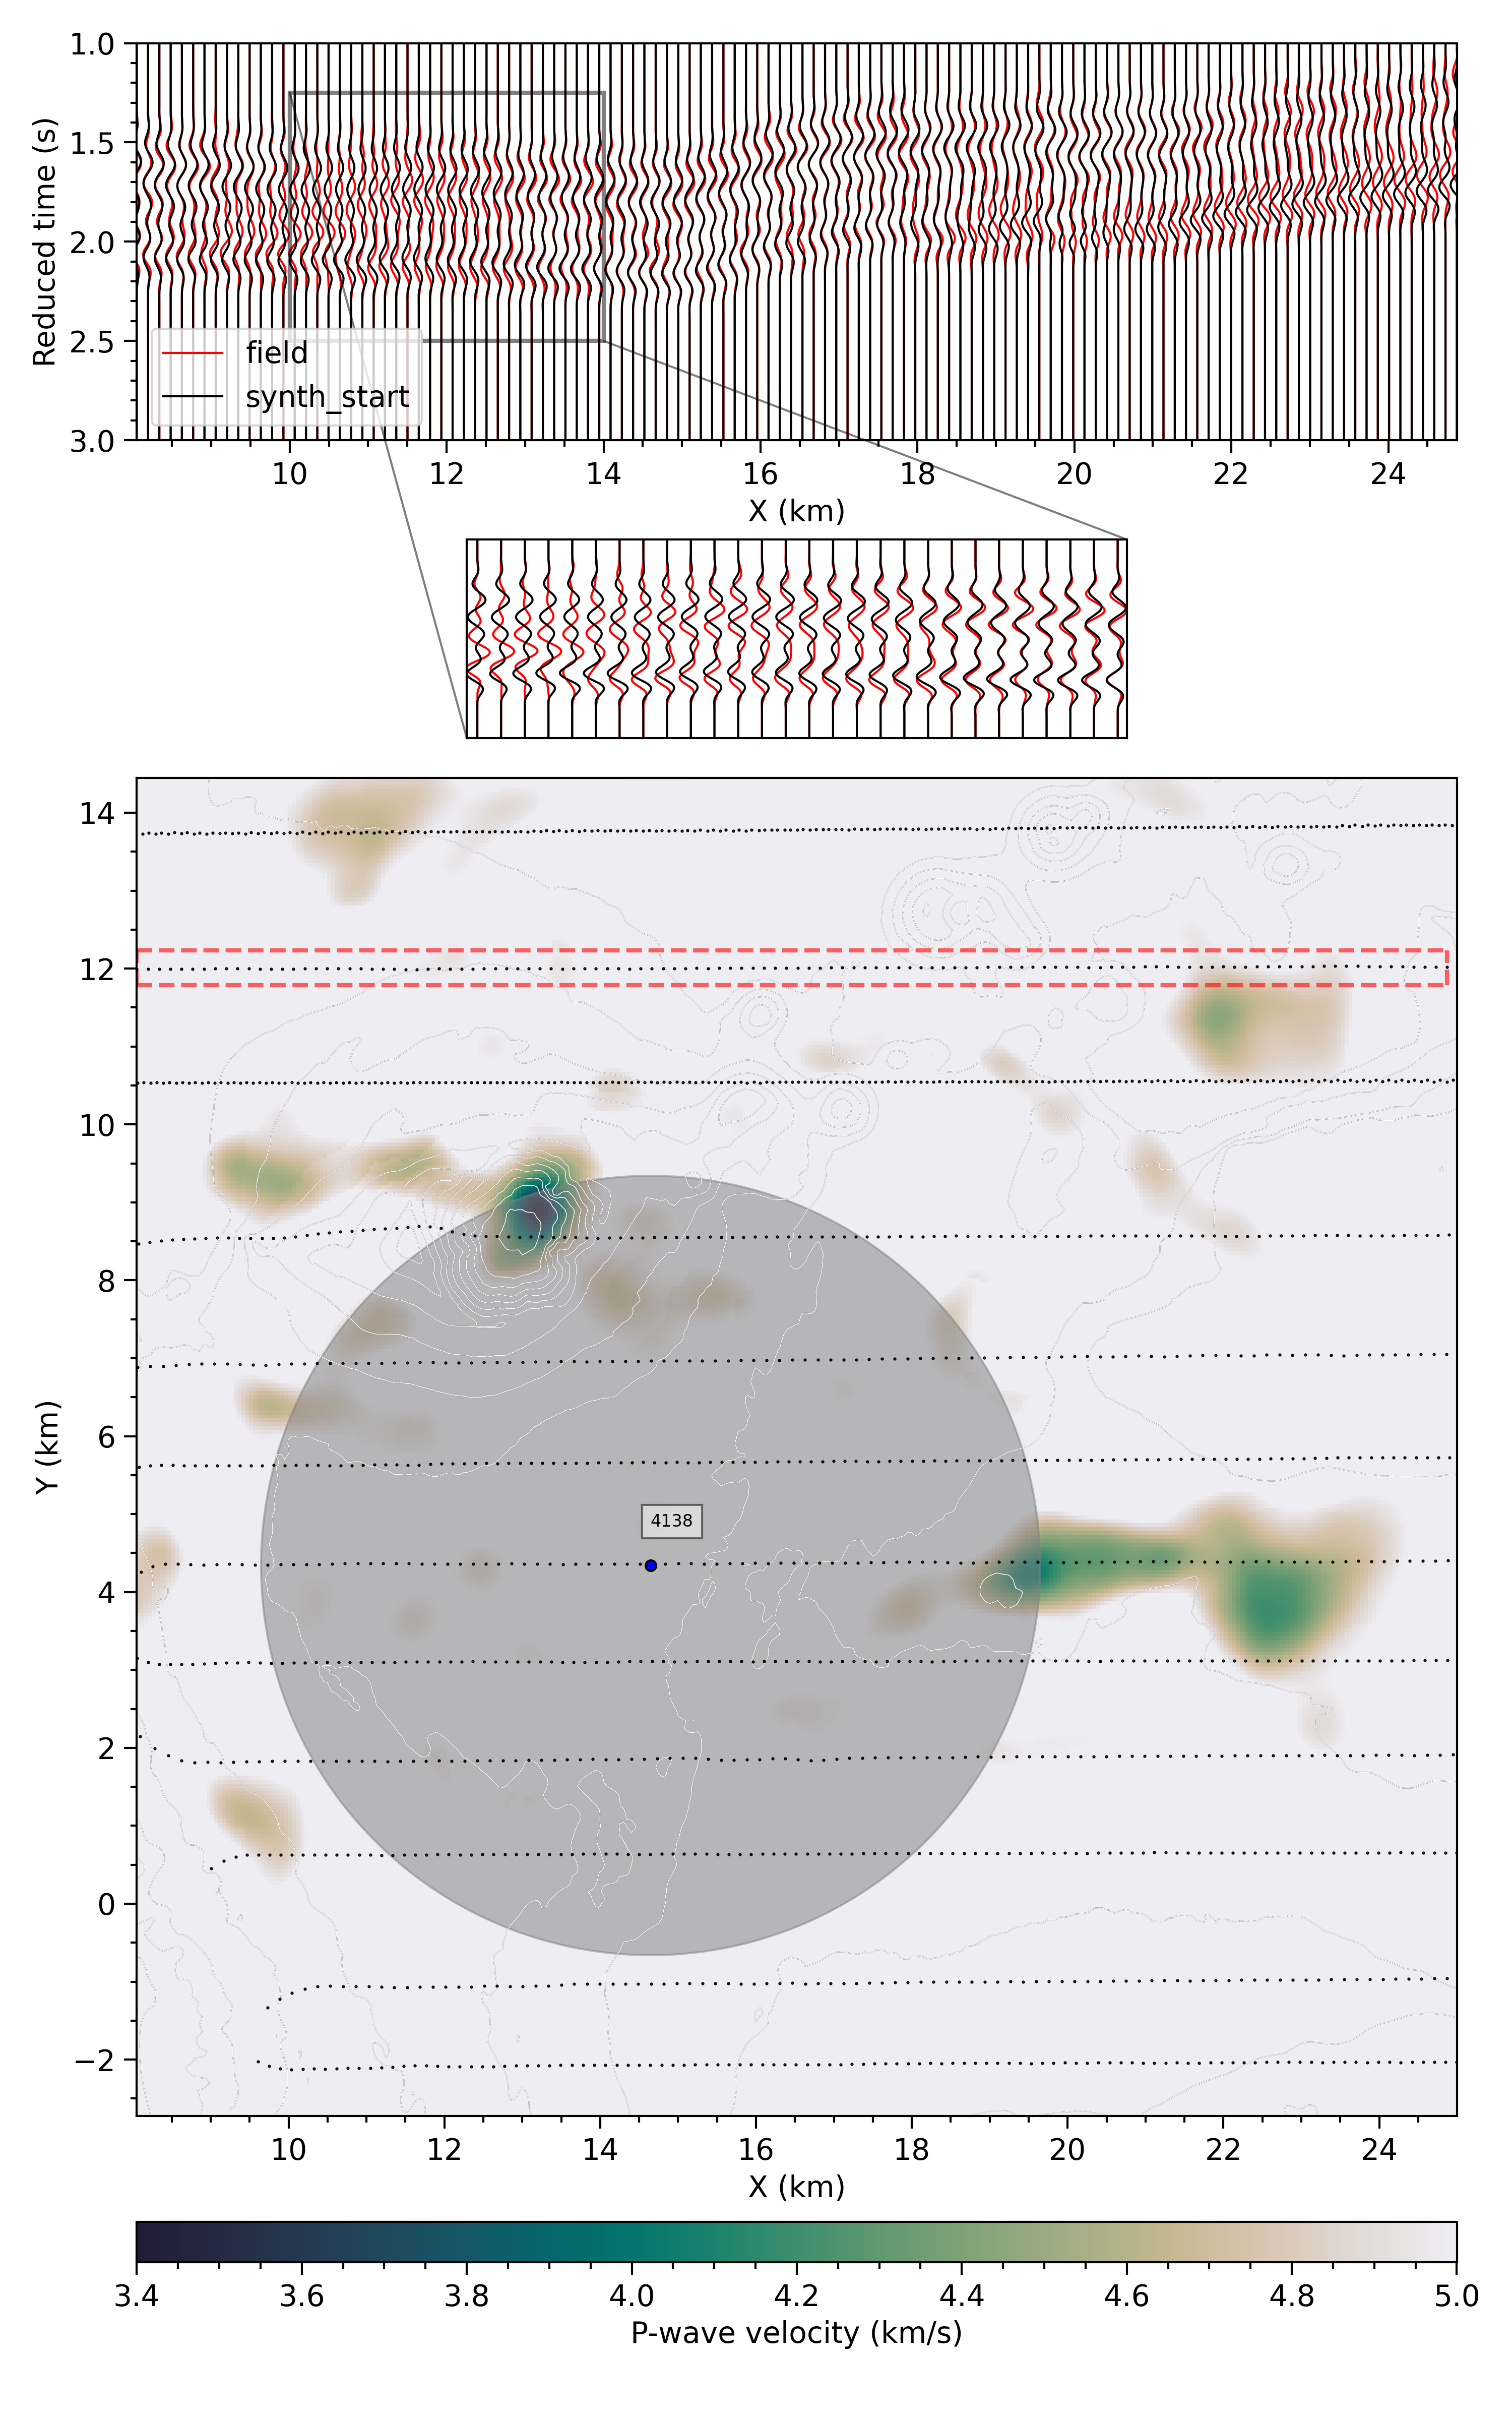 1.0
1.5
2.0
2.5
3.0
Reduced time (s)
field
synth_start
10 12 14 16 18 20 22 24
X (km)
14
12
10
8
6
4
2
0
−2
Y (km)
4138
10 12 14 16 18 20 22 24
X (km)
3.4 3.6 3.8 4.0 4.2 4.4 4.6 4.8 5.0
P-wave velocity (km/s)